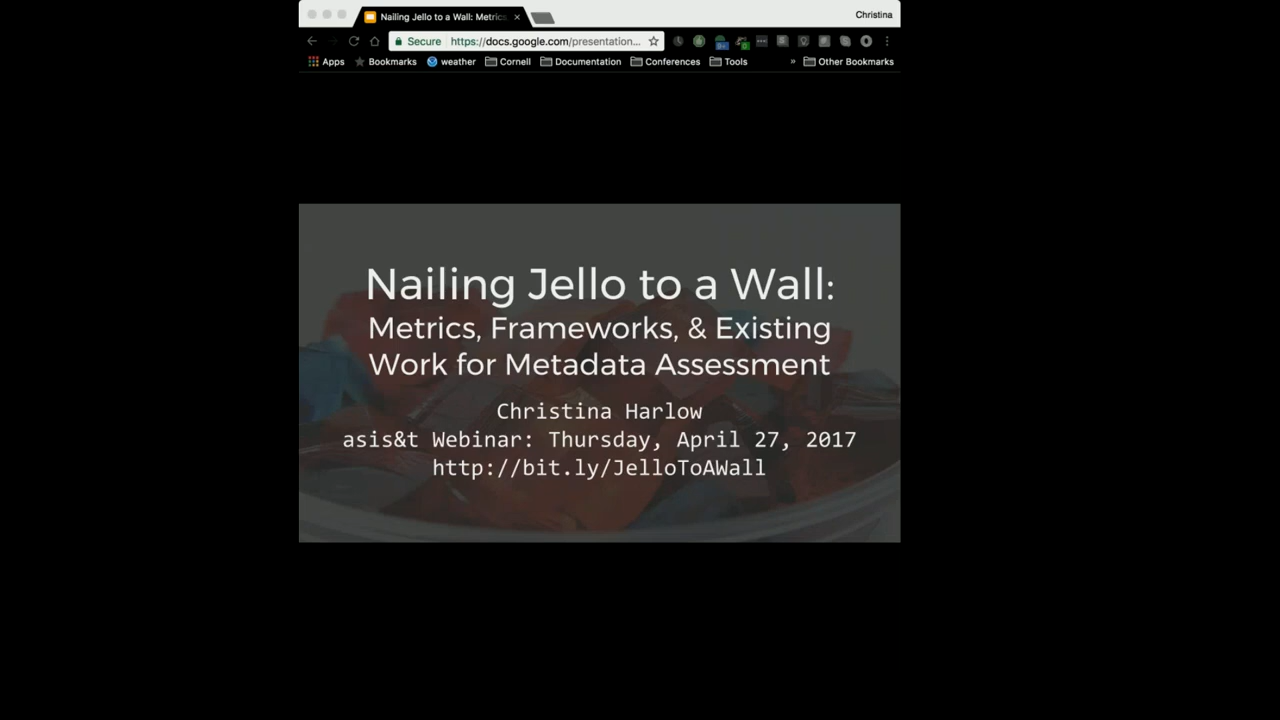 Nailing Jello to a Wall: Metrics,
Christina
Secure https://docs.google.com/presentation...
Apps Bookmarks weather Cornell Documentation Conferences Tools » Other Bookmarks
Nailing Jello to a Wall:
Metrics, Frameworks, & Existing
Work for Metadata Assessment
Christina Harlow
asis&t Webinar: Thursday, April 27, 2017
http://bit.ly/JelloToAWall